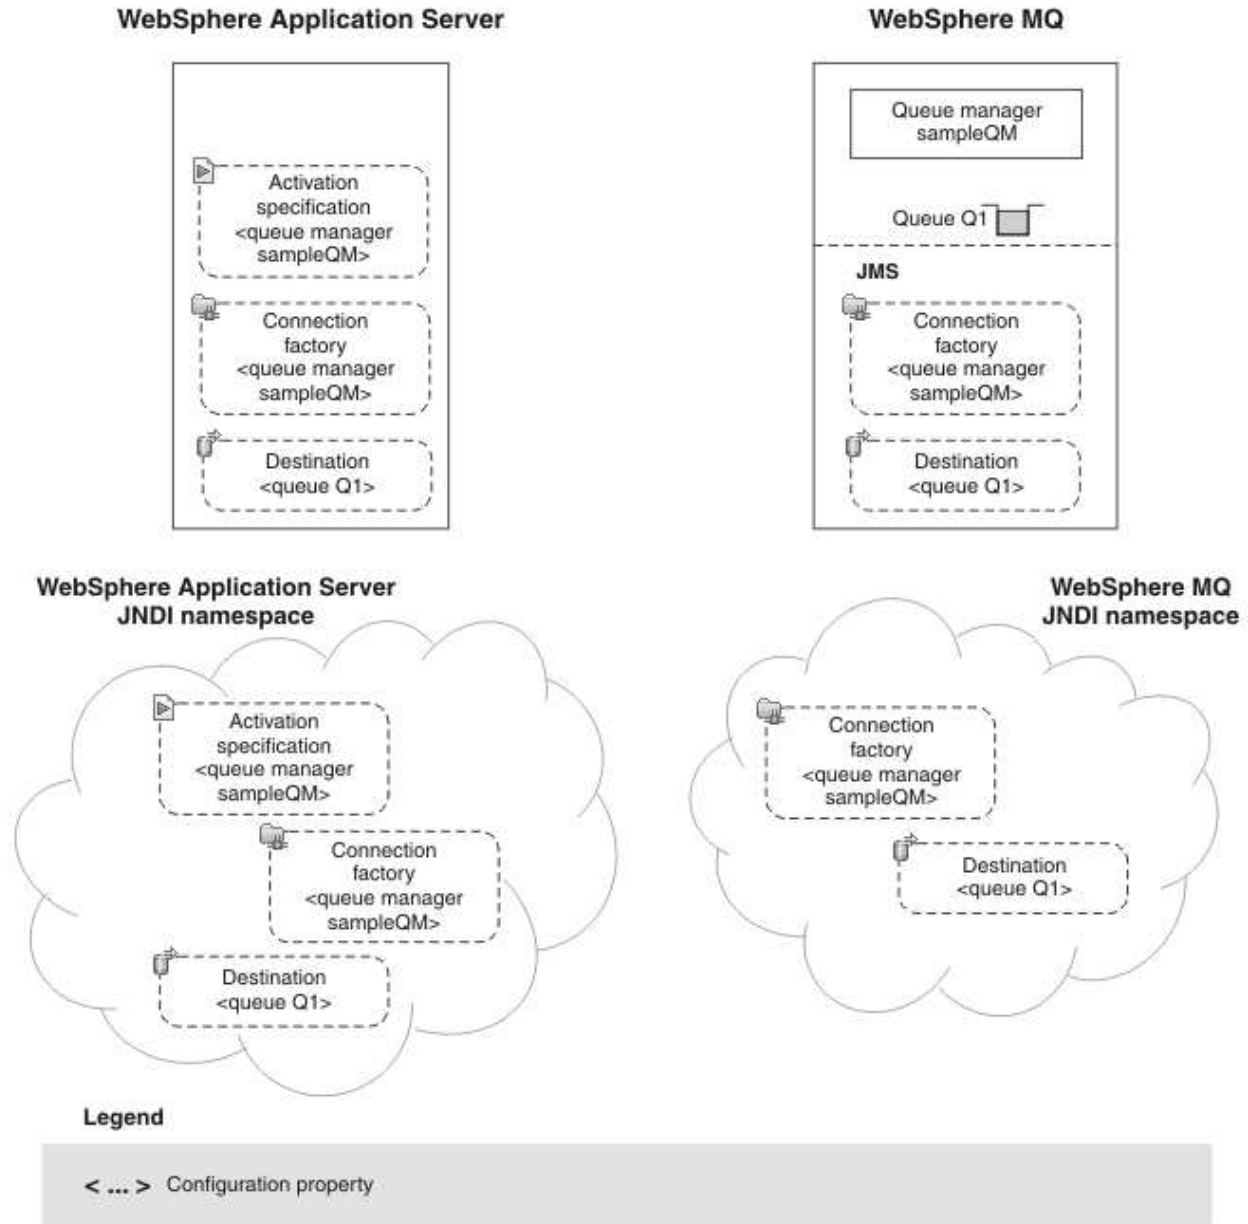 WebSphere Application Server
Activation
specification
<queue manager
sampleQM>
Connection
factory
<queue manager
sampleQM>
Destination
<queue Q1>
WebSphere MQ
Queue manager
sampleQM
Queue Q1
JMS
Connection
factory
<queue manager
sampleQM>
Destination
<queue Q1>
WebSphere Application Server
JNDI namespace
Activation
specification
<queue manager
sampleQM>
Connection
factory
<queue manager
sampleQM>
Destination
<queue Q1>
WebSphere MQ
JNDI namespace
Connection
factory
<queue manager
sampleQM>
Destination
<queue Q1>
Legend
< ... > Configuration property